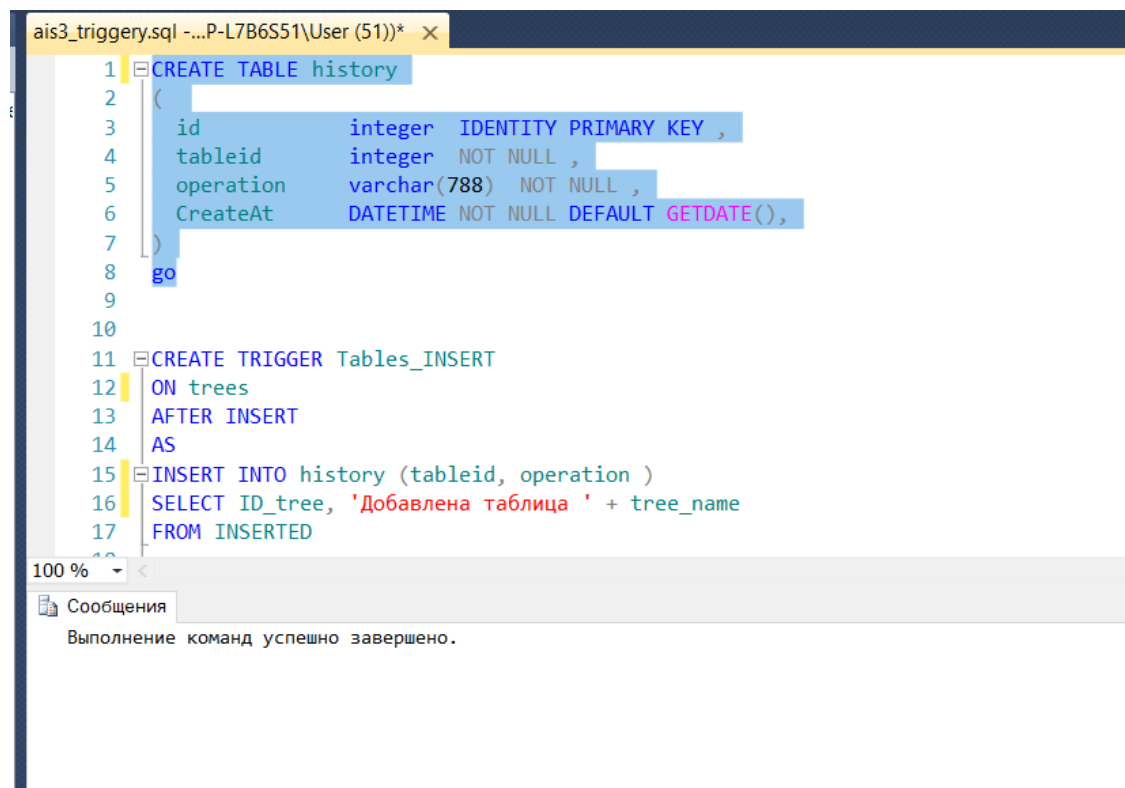 ais3_triggery.sql -...P-L7B6S51\User (51))* ×
1 CREATE TABLE history
2 (
3 id integer IDENTITY PRIMARY KEY ,
4 tableid integer NOT NULL ,
5 operation varchar(788) NOT NULL ,
6 CreateAt DATETIME NOT NULL DEFAULT GETDATE(),
7 )
8 go
9
10
11 CREATE TRIGGER Tables_INSERT
12 ON trees
13 AFTER INSERT
14 AS
15 INSERT INTO history (tableid, operation )
16 SELECT ID_tree, 'Добавлена таблица ' + tree_name
17 FROM INSERTED
100 %
Сообщения
Выполнение команд успешно завершено.